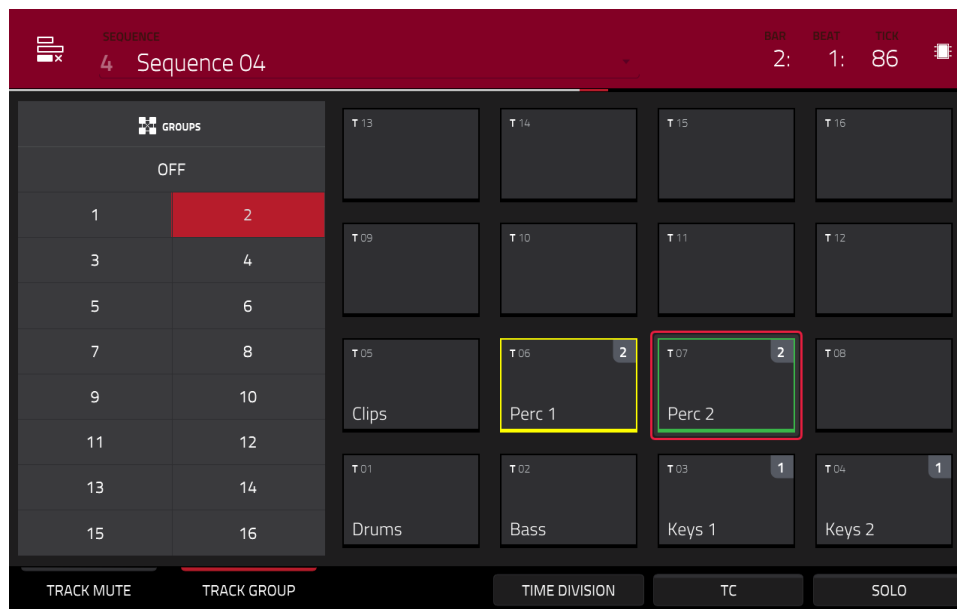 SEQUENCE BAR BEAT TICK
4 Sequence 04 2: 1: 86
GROUPS
OFF
1 2
3 4
5 6
7 8
9 10
11 12
13 14
15 16
T 13 T 14 T 15 T 16
T 09 T 10 T 11 T 12
T 05 T 06 2 T 07 2 T 08
Clips Perc 1 Perc 2
T 01 T 02 T 03 1 T 04 1
Drums Bass Keys 1 Keys 2
TRACK MUTE TRACK GROUP TIME DIVISION TC SOLO